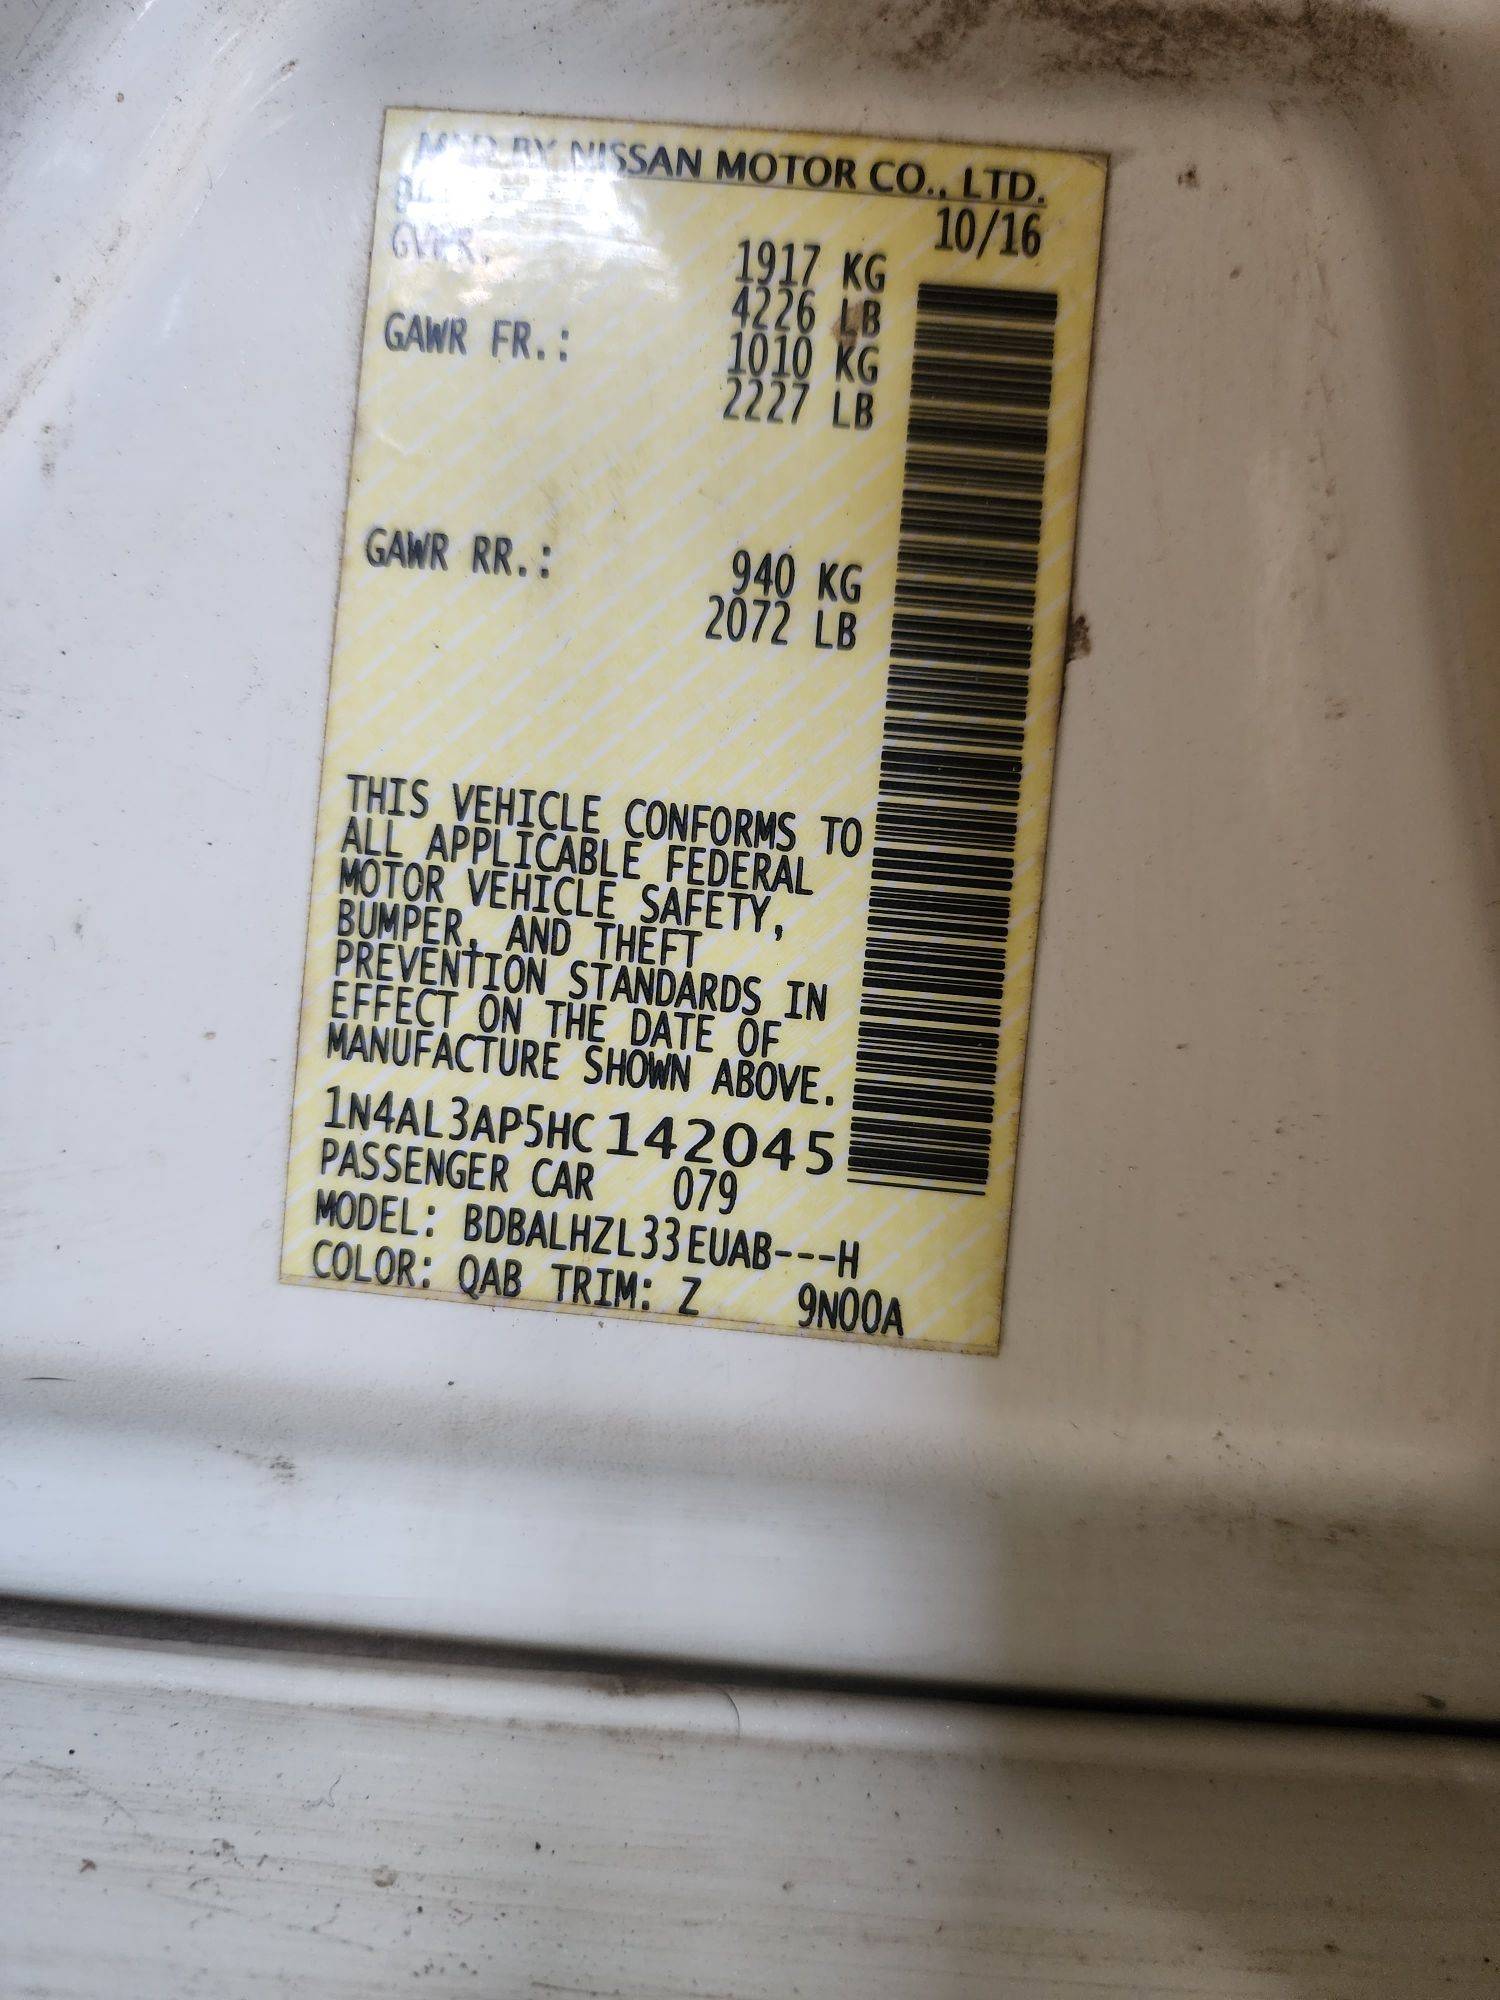 MFD BY NISSAN MOTOR CO., LTD.
10/16
GVWR. 1917 KG
4226 LB
GAWR FR.: 1010 KG
2227 LB
GAWR RR.: 940 KG
2072 LB
THIS VEHICLE CONFORMS TO
ALL APPLICABLE FEDERAL
MOTOR VEHICLE SAFETY,
BUMPER, AND THEFT
PREVENTION STANDARDS IN
EFFECT ON THE DATE OF
MANUFACTURE SHOWN ABOVE.
1N4AL3AP5HC142045
PASSENGER CAR 079
MODEL: BDBALHZL33EUAB---H
COLOR: QAB TRIM: Z 9N00A